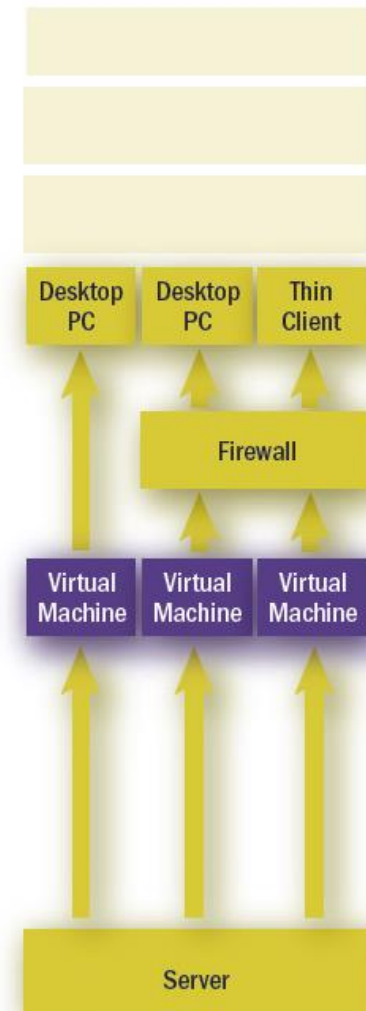 Desktop
PC
Desktop
PC
Thin
Client
Firewall
Virtual
Machine
Virtual
Machine
Virtual
Machine
Server